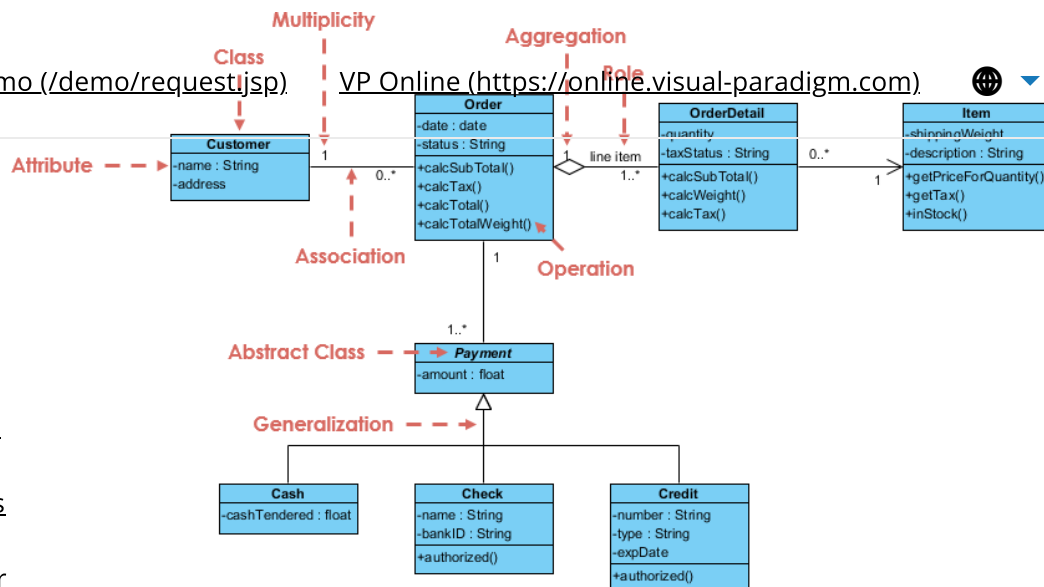 Multiplicity
Aggregation
Class
Role
mo (/demo/request.jsp)
VP Online (https://online.visual-paradigm.com)
Order
-date : date
-status : String
+calcSubTotal()
+calcTax()
+calcTotal()
+calcTotalWeight()
OrderDetail
-quantity
-taxStatus : String
+calcSubTotal()
+calcWeight()
+calcTax()
Item
-shippingWeight
-description : String
+getPriceForQuantity()
+getTax()
+inStock()
Customer
-name : String
-address
Attribute
1
0..*
1
line item
1..*
0..*
1
Association
Operation
1
1..*
Abstract Class
Payment
-amount : float
Generalization
Cash
-cashTendered : float
Check
-name : String
-bankID : String
+authorized()
Credit
-number : String
-type : String
-expDate
+authorized()
s
r